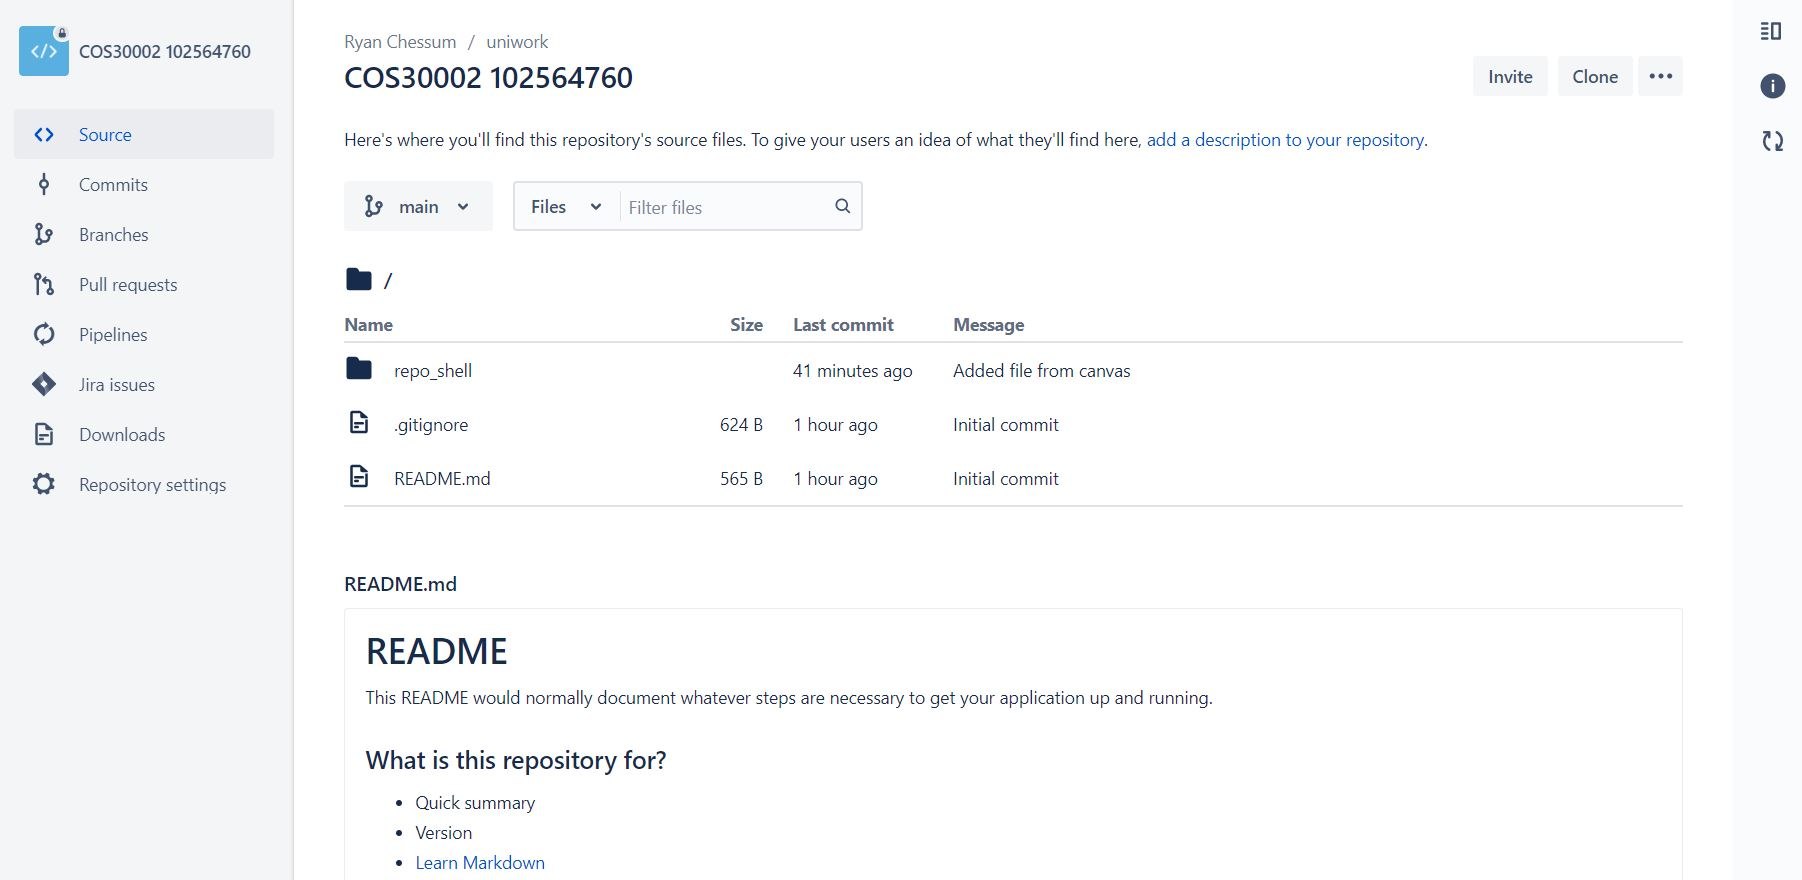 COS30002 102564760
Source
Commits
Branches
Pull requests
Pipelines
Jira issues
Downloads
Repository settings
Ryan Chessum / uniwork
COS30002 102564760
Invite
Clone
Here's where you'll find this repository's source files. To give your users an idea of what they'll find here, add a description to your repository.
main
Files
Filter files
/
Name Size Last commit Message
repo_shell 41 minutes ago Added file from canvas
.gitignore 624 B 1 hour ago Initial commit
README.md 565 B 1 hour ago Initial commit
README.md
README
This README would normally document whatever steps are necessary to get your application up and running.
What is this repository for?
• Quick summary
• Version
• Learn Markdown